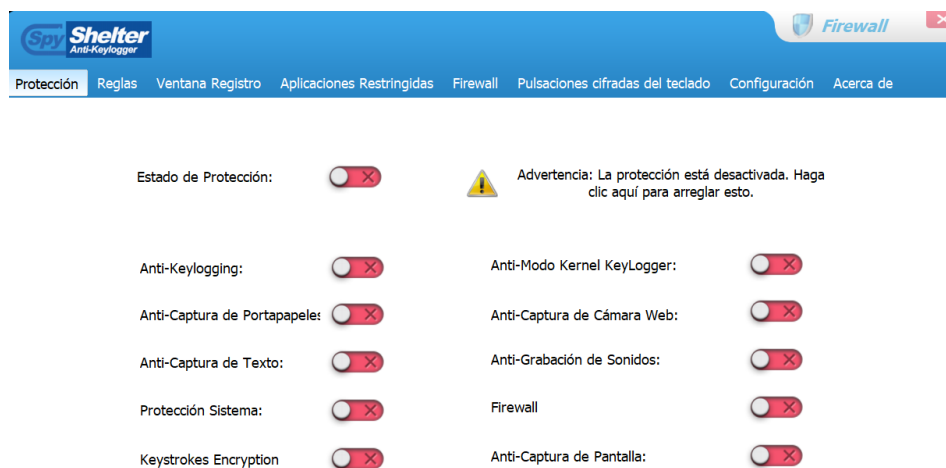 Spy Shelter
Anti-Keylogger
Firewall
Protección Reglas Ventana Registro Aplicaciones Restringidas Firewall Pulsaciones cifradas del teclado Configuración Acerca de
Estado de Protección:
Advertencia: La protección está desactivada. Haga
clic aquí para arreglar esto.
Anti-Keylogging:
Anti-Modo Kernel KeyLogger:
Anti-Captura de Portapapeles
Anti-Captura de Cámara Web:
Anti-Captura de Texto:
Anti-Grabación de Sonidos:
Protección Sistema:
Firewall
Keystrokes Encryption
Anti-Captura de Pantalla: